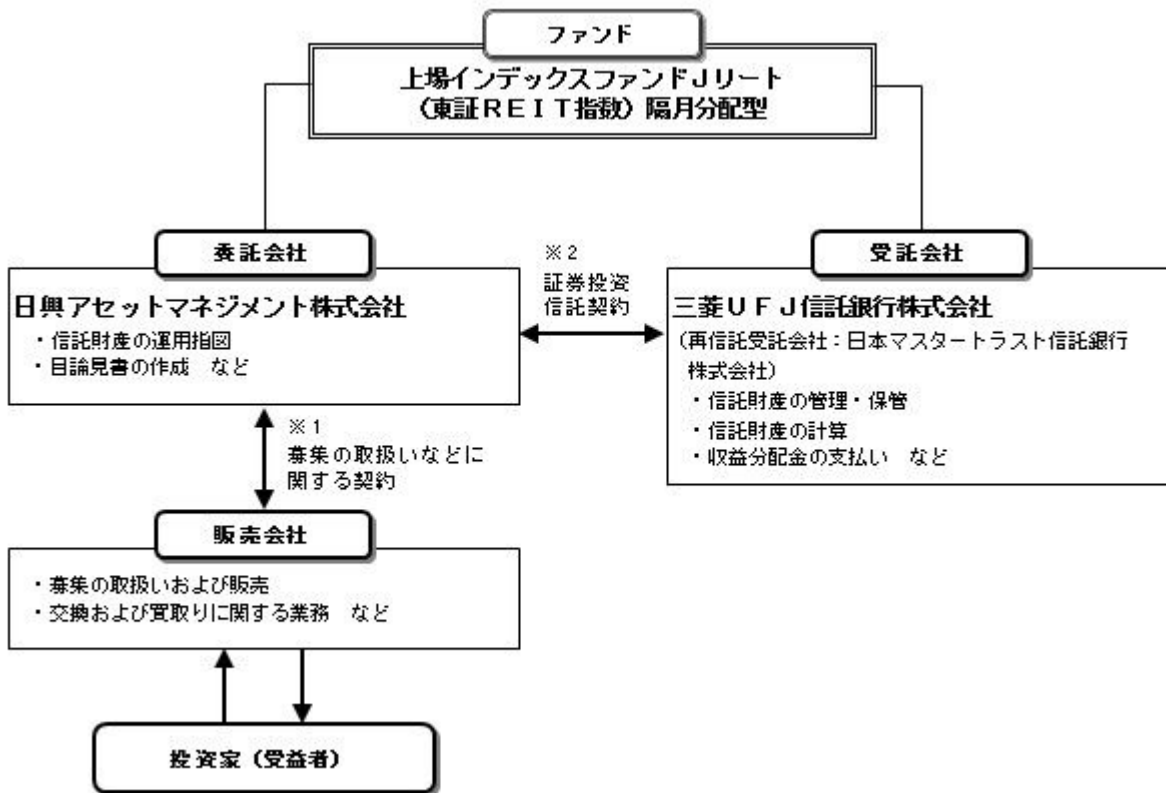 ファンド
上場インデックスファンドJリート
（東証REIT指数）隔月分配型
委託会社
日興アセットマネジメント株式会社
・信託財産の運用指図
・目論見書の作成　など
※2
証券投資
信託契約
受託会社
三菱UFJ信託銀行株式会社
（再信託受託会社：日本マスタートラスト信託銀行
株式会社）
・信託財産の管理・保管
・信託財産の計算
・収益分配金の支払い　など
※1
募集の取扱いなどに
関する契約
販売会社
・募集の取扱いおよび販売
・交換および買取りに関する業務　など
投資家（受益者）